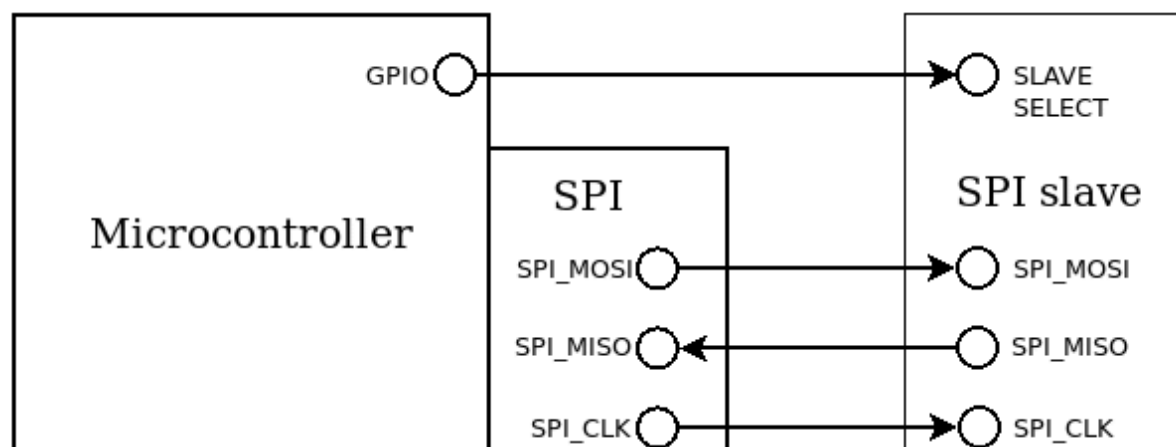 GPIO
SLAVE
SELECT
SPI
SPI slave
Microcontroller
SPI_MOSI
SPI_MOSI
SPI_MISO
SPI_MISO
SPI_CLK
SPI_CLK